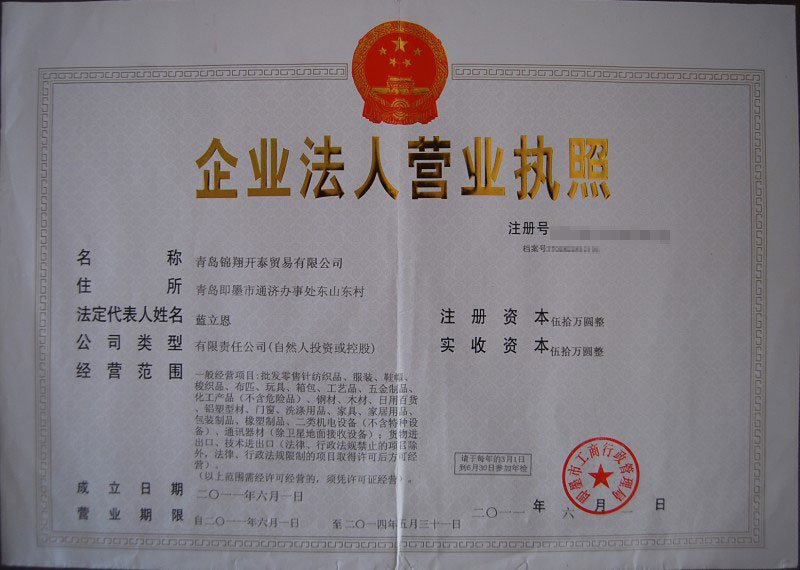 企业法人营业执照
注册号
档案号
名 称 青岛锦翔开泰贸易有限公司
住 所 青岛即墨市通济办事处东山东村
法定代表人姓名 蓝立恩
注 册 资 本 伍拾万圆整
公 司 类 型 有限责任公司(自然人投资或控股)
实 收 资 本 伍拾万圆整
经 营 范 围 一般经营项目:批发零售针纺织品、服装、鞋帽、
梭织品、布匹、玩具、箱包、工艺品、五金制品、
化工产品（不含危险品）、钢材、木材、日用百货
、铝塑型材、门窗、洗涤用品、家具、家居用品、
包装制品、橡塑制品、二类机电设备（不含特种设
备）、通讯器材（除卫星地面接收设备）；货物进
出口、技术进出口（法律、行政法规禁止的项目除
外，法律、行政法规限制的项目取得许可后方可经
营）。
(以上范围需经许可经营的，须凭许可证经营)。
请于每年的3月1日
到6月30日参加年检
即墨市工商行政管理局
成 立 日 期 二〇一一年六月一日
营 业 期 限 自二〇一一年六月一日 至二〇一四年五月三十一日
二〇一一 年 六 月 一 日